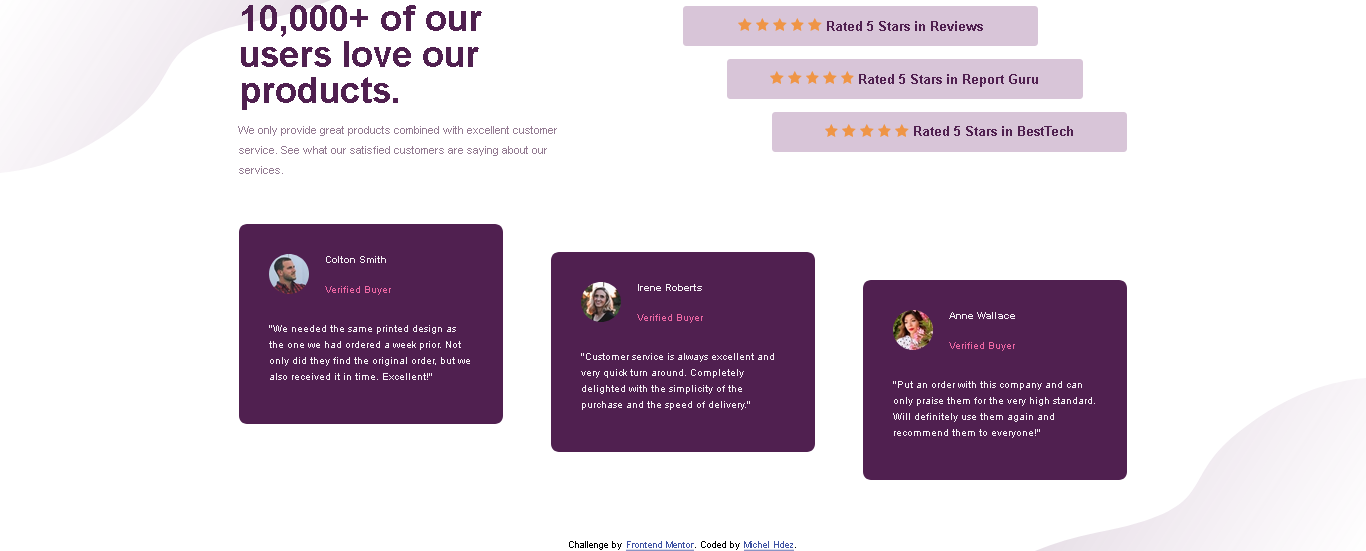 10,000+ of our
users love our
products.
We only provide great products combined with excellent customer
service. See what our satisfied customers are saying about our
services.
Rated 5 Stars in Reviews
Rated 5 Stars in Report Guru
Rated 5 Stars in BestTech
Colton Smith
Verified Buyer
"We needed the same printed design as
the one we had ordered a week prior. Not
only did they find the original order, but we
also received it in time. Excellent!"
Irene Roberts
Verified Buyer
"Customer service is always excellent and
very quick turn around. Completely
delighted with the simplicity of the
purchase and the speed of delivery."
Anne Wallace
Verified Buyer
"Put an order with this company and can
only praise them for the very high standard.
Will definitely use them again and
recommend them to everyone!"
Challenge by Frontend Mentor. Coded by Michel Hdez.